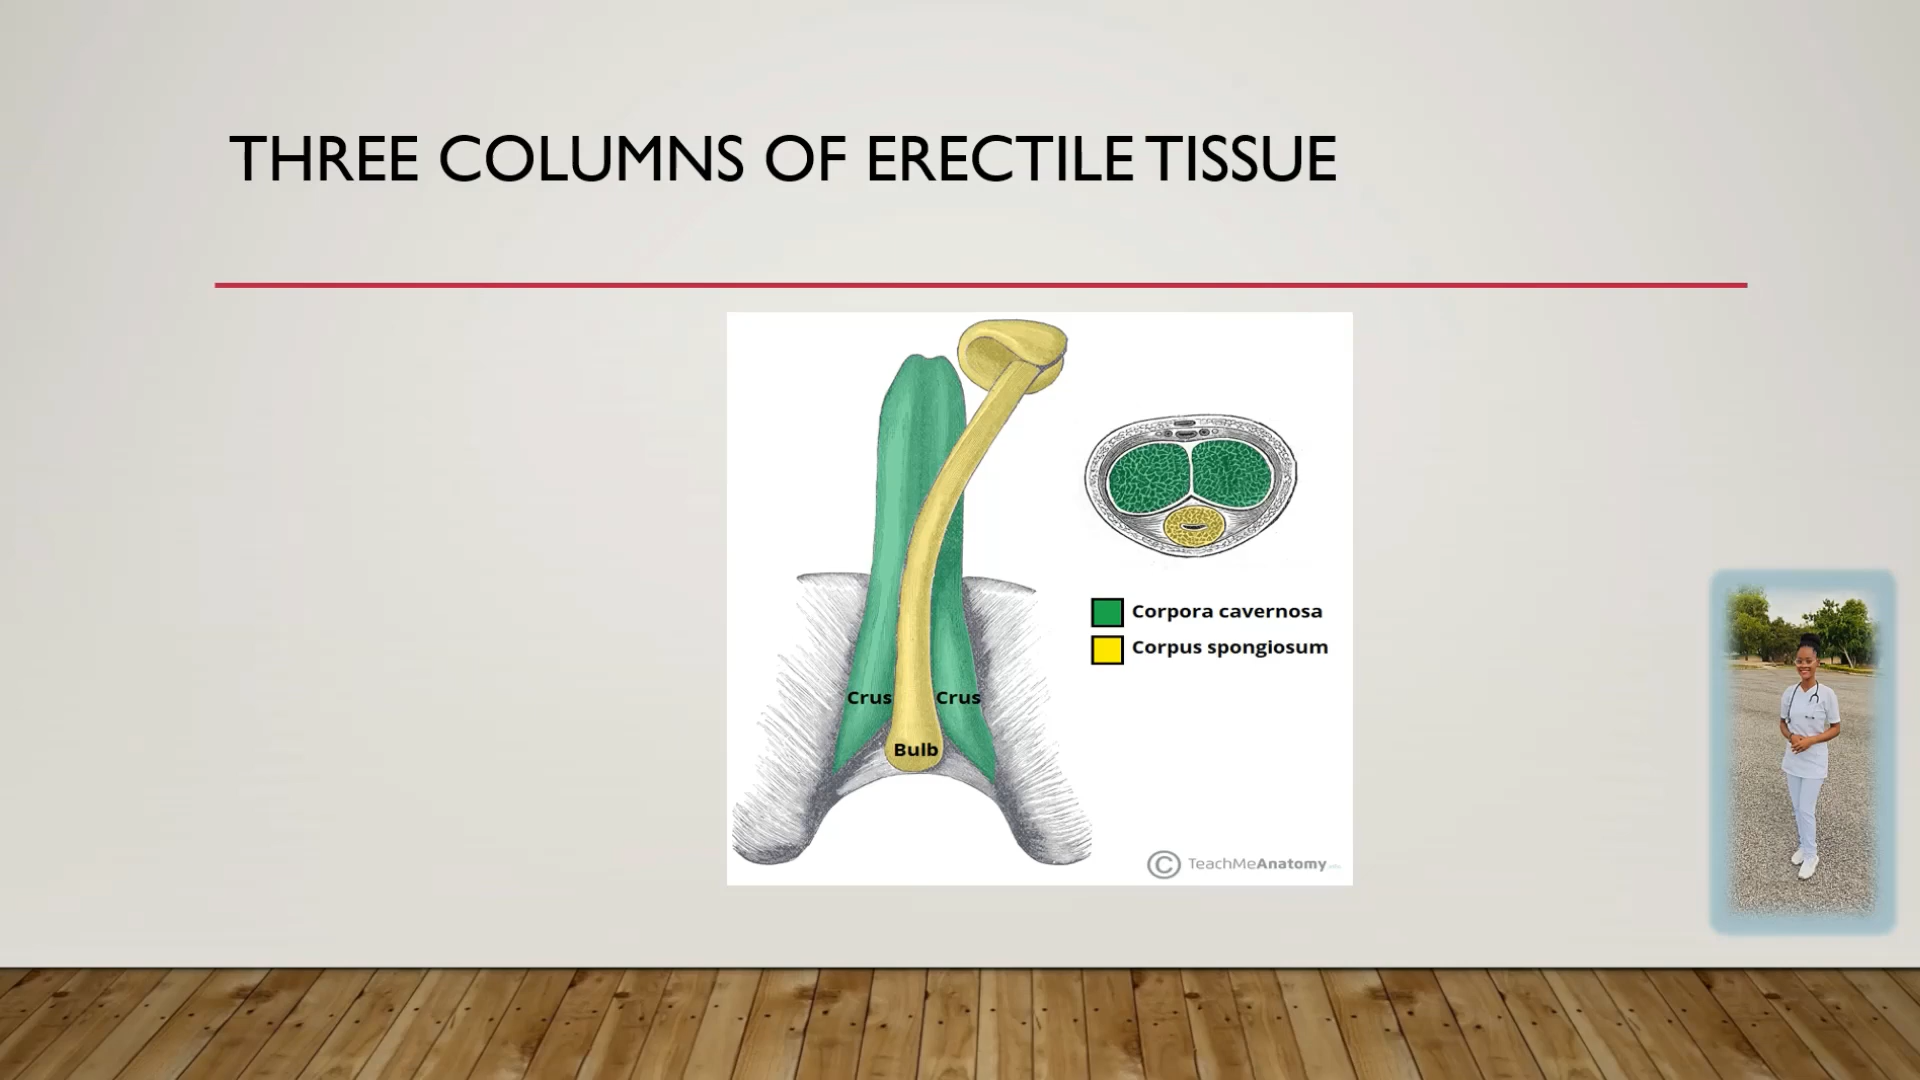 THREE COLUMNS OF ERECTILE TISSUE
Corpora cavernosa
Corpus spongiosum
Crus Crus
Bulb
© TeachMeAnatomy